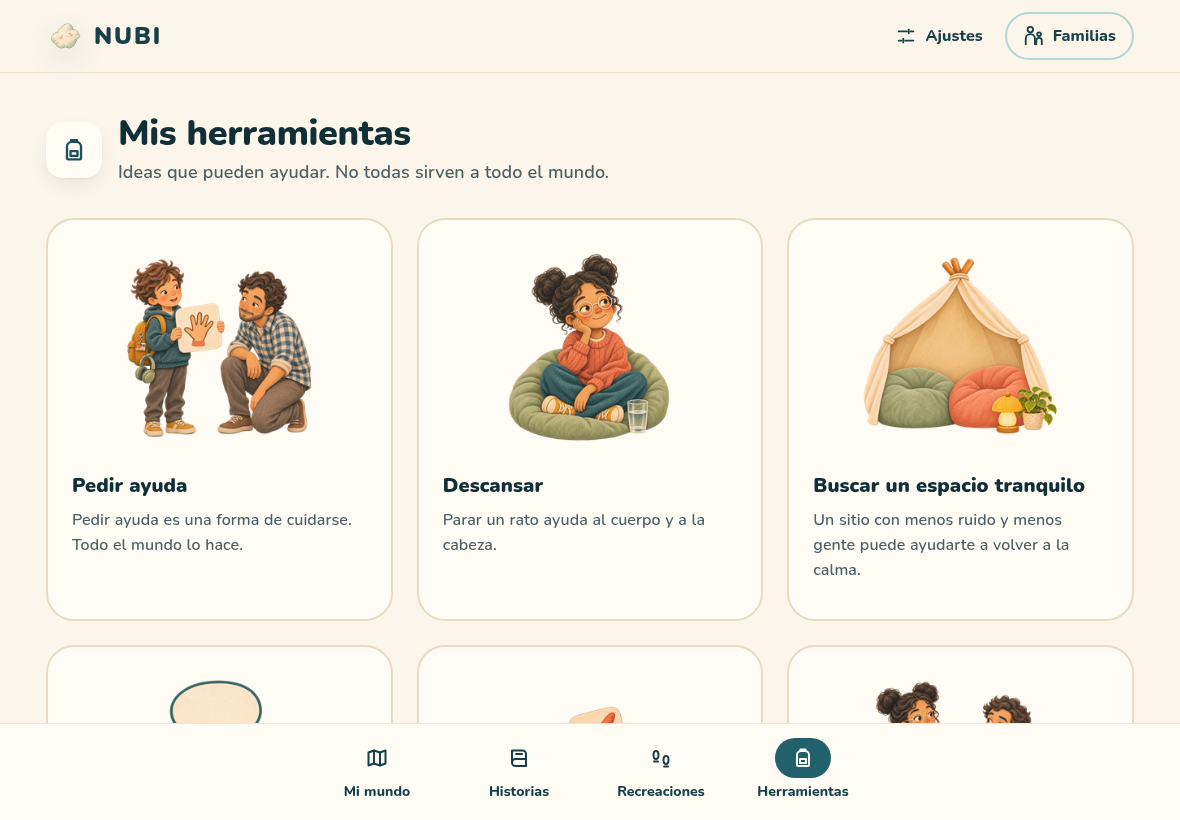 NUBI
Ajustes
Familias
Mis herramientas
Ideas que pueden ayudar. No todas sirven a todo el mundo.
Pedir ayuda
Pedir ayuda es una forma de cuidarse.
Todo el mundo lo hace.
Descansar
Parar un rato ayuda al cuerpo y a la
cabeza.
Buscar un espacio tranquilo
Un sitio con menos ruido y menos
gente puede ayudarte a volver a la
calma.
Mi mundo
Historias
Recreaciones
Herramientas